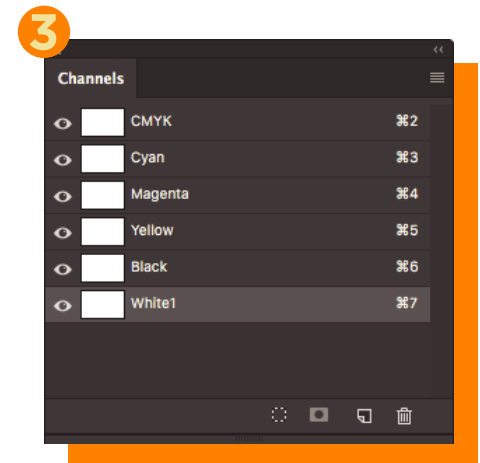 3
<<
Channels
CMYK ⌘2
Cyan ⌘3
Magenta ⌘4
Yellow ⌘5
Black ⌘6
White1 ⌘7